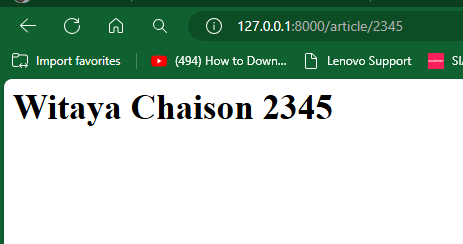 127.0.0.1:8000/article/2345
Import favorites (494) How to Down... Lenovo Support
Witaya Chaison 2345